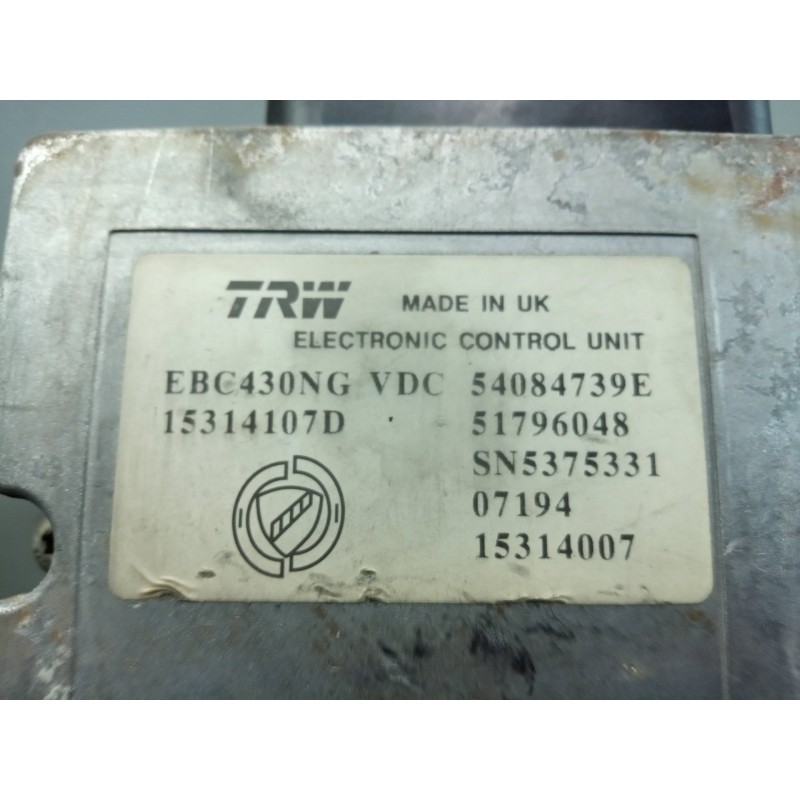 TRW MADE IN UK
ELECTRONIC CONTROL UNIT
EBC430NG VDC 54084739E
15314107D 51796048
SN5375331
07194
15314007